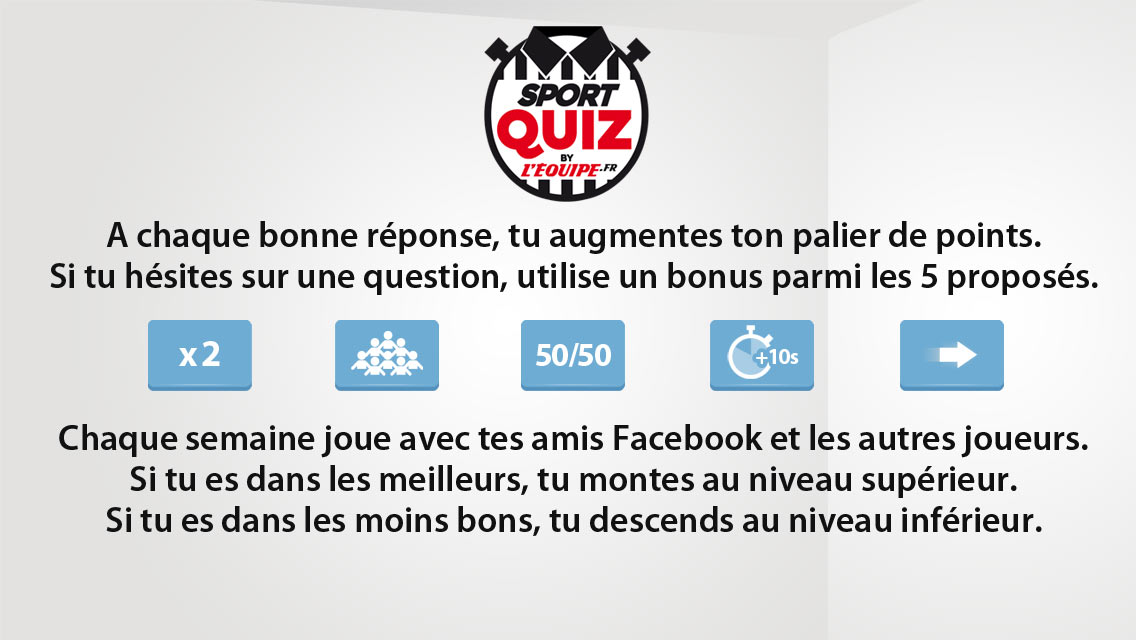 SPORT
QUIZ
BY
L'ÉQUIPE.FR
A chaque bonne réponse, tu augmentes ton palier de points.
Si tu hésites sur une question, utilise un bonus parmi les 5 proposés.
x 2
50/50
+10s
Chaque semaine joue avec tes amis Facebook et les autres joueurs.
Si tu es dans les meilleurs, tu montes au niveau supérieur.
Si tu es dans les moins bons, tu descends au niveau inférieur.